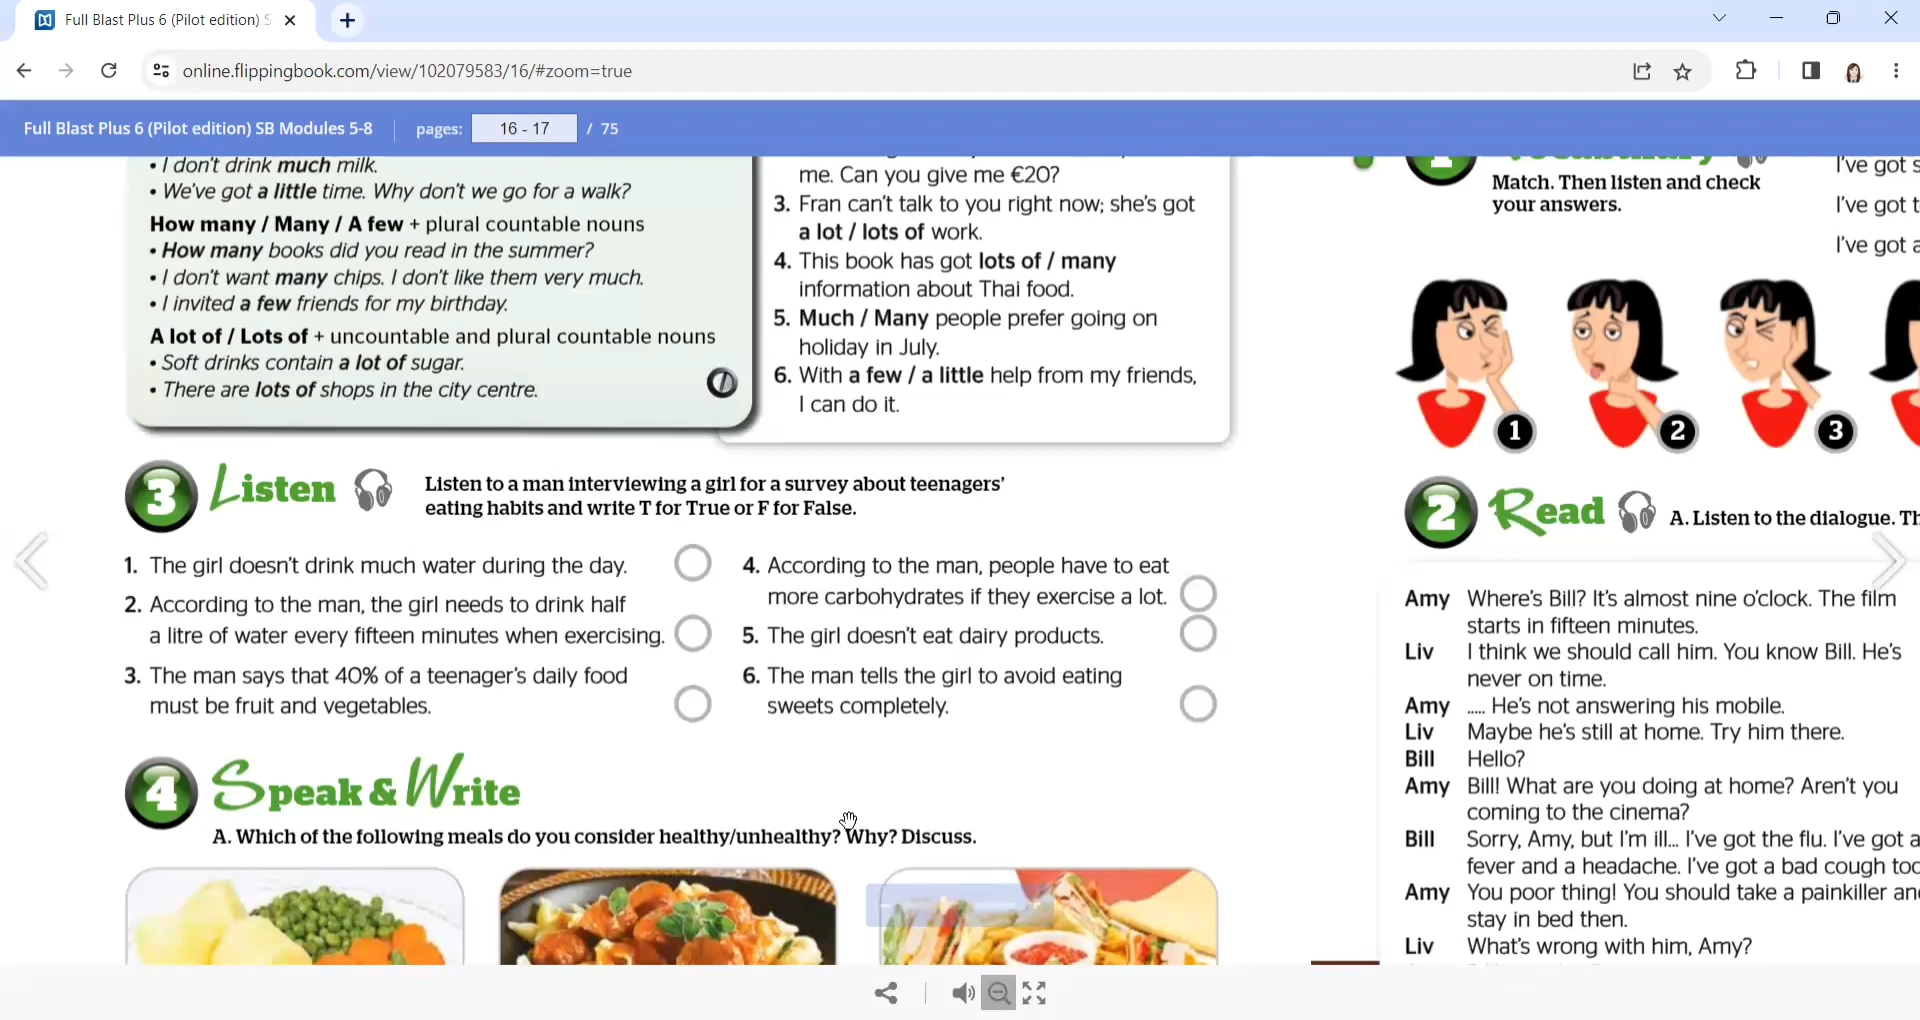 Full Blast Plus 6 (Pilot edition) S
online.flippingbook.com/view/102079583/16/#zoom=true
Full Blast Plus 6 (Pilot edition) SB Modules 5-8
pages:
16 - 17
/ 75
• I don't drink much milk.
• We've got a little time. Why don't we go for a walk?
How many / Many / A few + plural countable nouns
• How many books did you read in the summer?
• I don't want many chips. I don't like them very much.
• I invited a few friends for my birthday.
A lot of / Lots of + uncountable and plural countable nouns
• Soft drinks contain a lot of sugar.
• There are lots of shops in the city centre.
me. Can you give me €20?
3. Fran can't talk to you right now; she's got
a lot / lots of work.
4. This book has got lots of / many
information about Thai food.
5. Much / Many people prefer going on
holiday in July.
6. With a few / a little help from my friends,
I can do it.
3 Listen
Listen to a man interviewing a girl for a survey about teenagers'
eating habits and write T for True or F for False.
1. The girl doesn't drink much water during the day.
2. According to the man, the girl needs to drink half
a litre of water every fifteen minutes when exercising.
3. The man says that 40% of a teenager's daily food
must be fruit and vegetables.
4. According to the man, people have to eat
more carbohydrates if they exercise a lot.
5. The girl doesn't eat dairy products.
6. The man tells the girl to avoid eating
sweets completely.
4 Speak & Write
A. Which of the following meals do you consider healthy/unhealthy? Why? Discuss.
Match. Then listen and check
your answers.
I've got s
I've got t
I've got a
1
2
3
2 Read
A. Listen to the dialogue. Th
Amy Where's Bill? It's almost nine o'clock. The film
starts in fifteen minutes.
Liv I think we should call him. You know Bill. He's
never on time.
Amy ..... He's not answering his mobile.
Liv Maybe he's still at home. Try him there.
Bill Hello?
Amy Bill! What are you doing at home? Aren't you
coming to the cinema?
Bill Sorry, Amy, but I'm ill... I've got the flu. I've got a
fever and a headache. I've got a bad cough too
Amy You poor thing! You should take a painkiller an
stay in bed then.
Liv What's wrong with him, Amy?